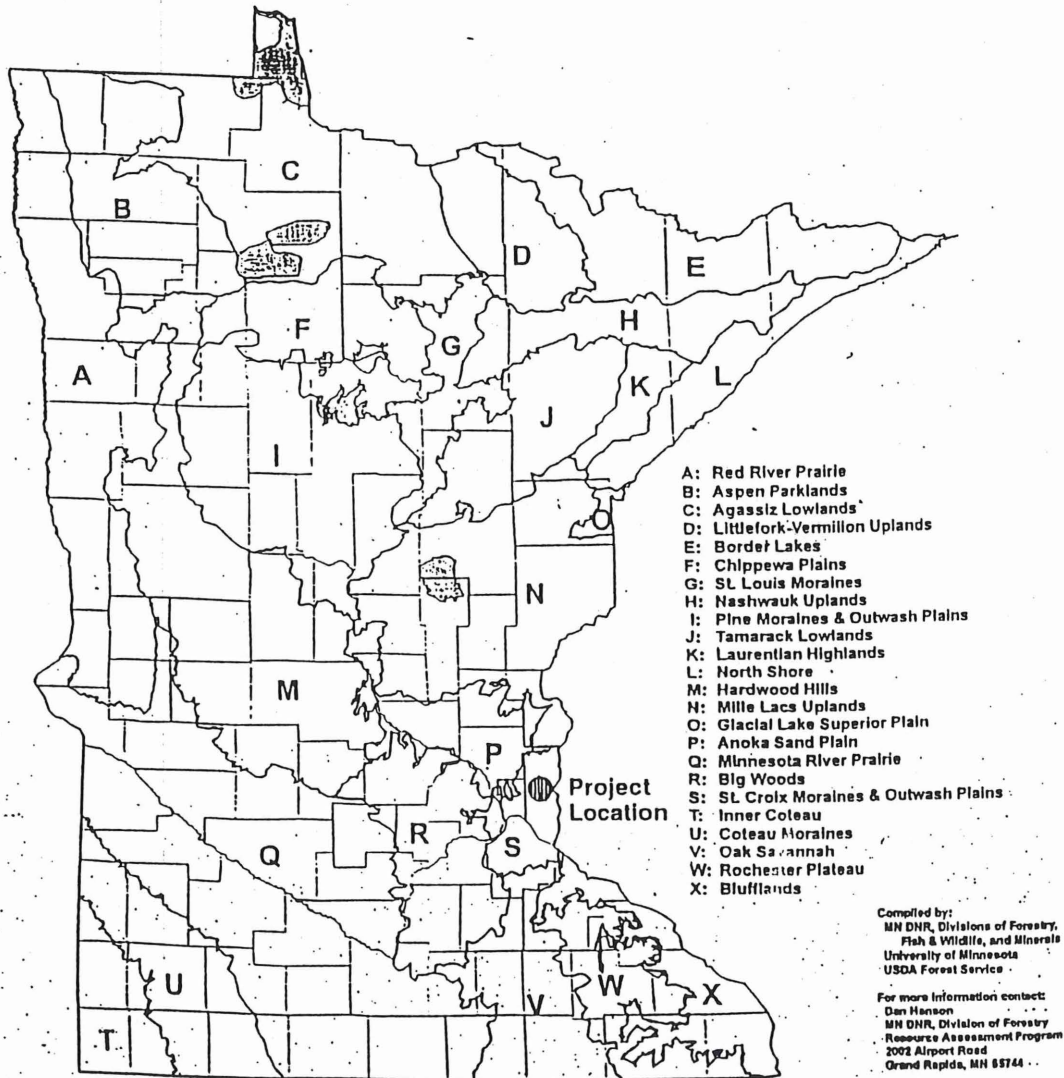 C
B
D
E
F
H
G
A
L
K
J
I
A: Red River Prairie
B: Aspen Parklands
C: Agassiz Lowlands
O
D: Littlefork-Vermilion Uplands
E: Border Lakes
F: Chippewa Plains
G: St. Louis Moraines
N
H: Nashwauk Uplands
I: Pine Moraines & Outwash Plains
J: Tamarack Lowlands
K: Laurentian Highlands
L: North Shore
M
M: Hardwood Hills
N: Mille Lacs Uplands
O: Glacial Lake Superior Plain
P
P: Anoka Sand Plain
Q: Minnesota River Prairie
Project
Location
R: Big Woods
S: St. Croix Moraines & Outwash Plains
T: Inner Coteau
R
S
U: Coteau Moraines
Q
V: Oak Savannah
W: Rochester Plateau
X: Blufflands
Compiled by:
MN DNR, Divisions of Forestry,
Fish & Wildlife, and Minerals
University of Minnesota
USDA Forest Service
U
W
X
V
T
For more information contact:
Dan Hanson
MN DNR, Division of Forestry
Resource Assessment Program
2002 Airport Road
Grand Rapids, MN 55744